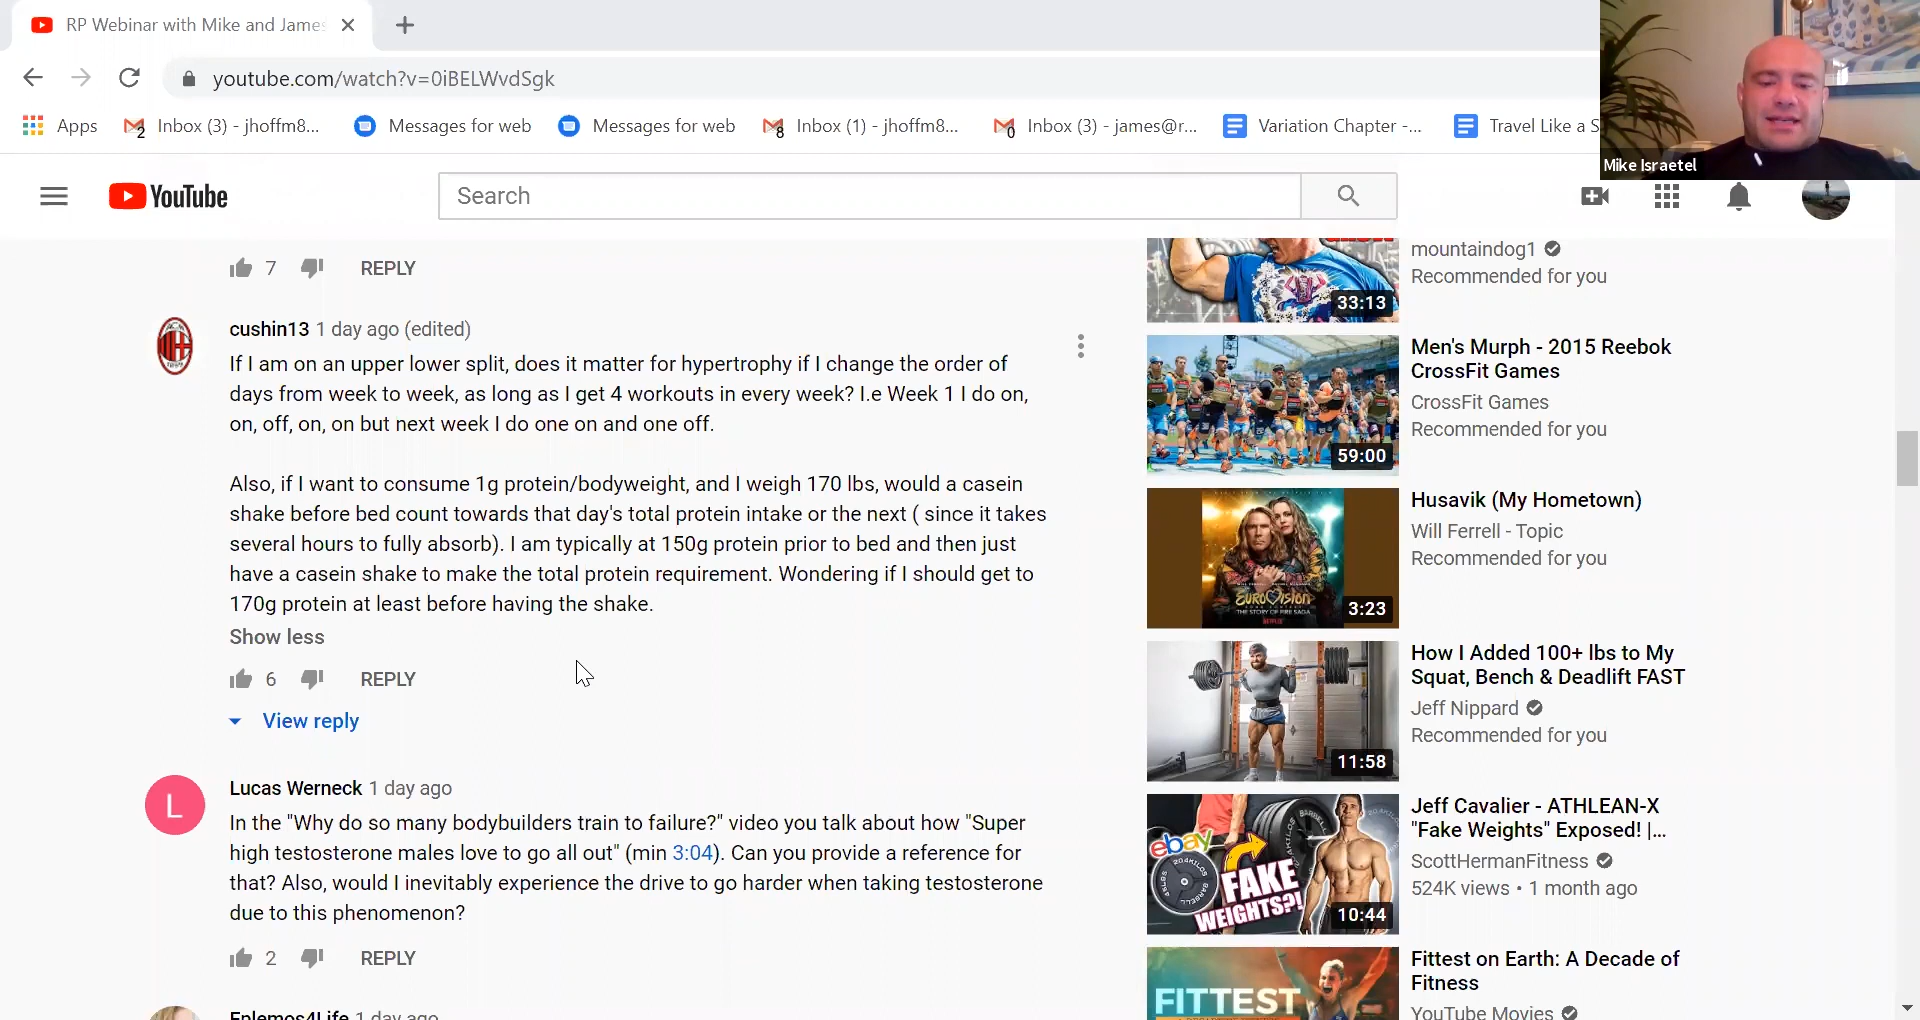 RP Webinar with Mike and James
youtube.com/watch?v=0iBELWvdSgk
Apps
2
Inbox (3) - jhoffm8...
Messages for web
Messages for web
8
Inbox (1) - jhoffm8...
0
Inbox (3) - james@r...
Variation Chapter -...
Travel Like a S
Mike Israetel
YouTube
Search
7 REPLY
cushin13 1 day ago (edited)
If I am on an upper lower split, does it matter for hypertrophy if I change the order of
days from week to week, as long as I get 4 workouts in every week? I.e Week 1 I do on,
on, off, on, on but next week I do one on and one off.
Also, if I want to consume 1g protein/bodyweight, and I weigh 170 lbs, would a casein
shake before bed count towards that day's total protein intake or the next ( since it takes
several hours to fully absorb). I am typically at 150g protein prior to bed and then just
have a casein shake to make the total protein requirement. Wondering if I should get to
170g protein at least before having the shake.
Show less
6 REPLY
View reply
L
Lucas Werneck 1 day ago
In the "Why do so many bodybuilders train to failure?" video you talk about how "Super
high testosterone males love to go all out" (min 3:04). Can you provide a reference for
that? Also, would I inevitably experience the drive to go harder when taking testosterone
due to this phenomenon?
2 REPLY
Eplemos4Life 1 day ago
33:13
mountaindog1
Recommended for you
59:00
Men's Murph - 2015 Reebok
CrossFit Games
CrossFit Games
Recommended for you
EUROVISION
THE STORY OF FIRE SAGA
NETFLIX
3:23
Husavik (My Hometown)
Will Ferrell - Topic
Recommended for you
11:58
How I Added 100+ lbs to My
Squat, Bench & Deadlift FAST
Jeff Nippard
Recommended for you
ebay
FAKE
WEIGHTS?!
10:44
Jeff Cavalier - ATHLEAN-X
"Fake Weights" Exposed! |...
ScottHermanFitness
524K views • 1 month ago
FITTEST
Fittest on Earth: A Decade of
Fitness
YouTube Movies